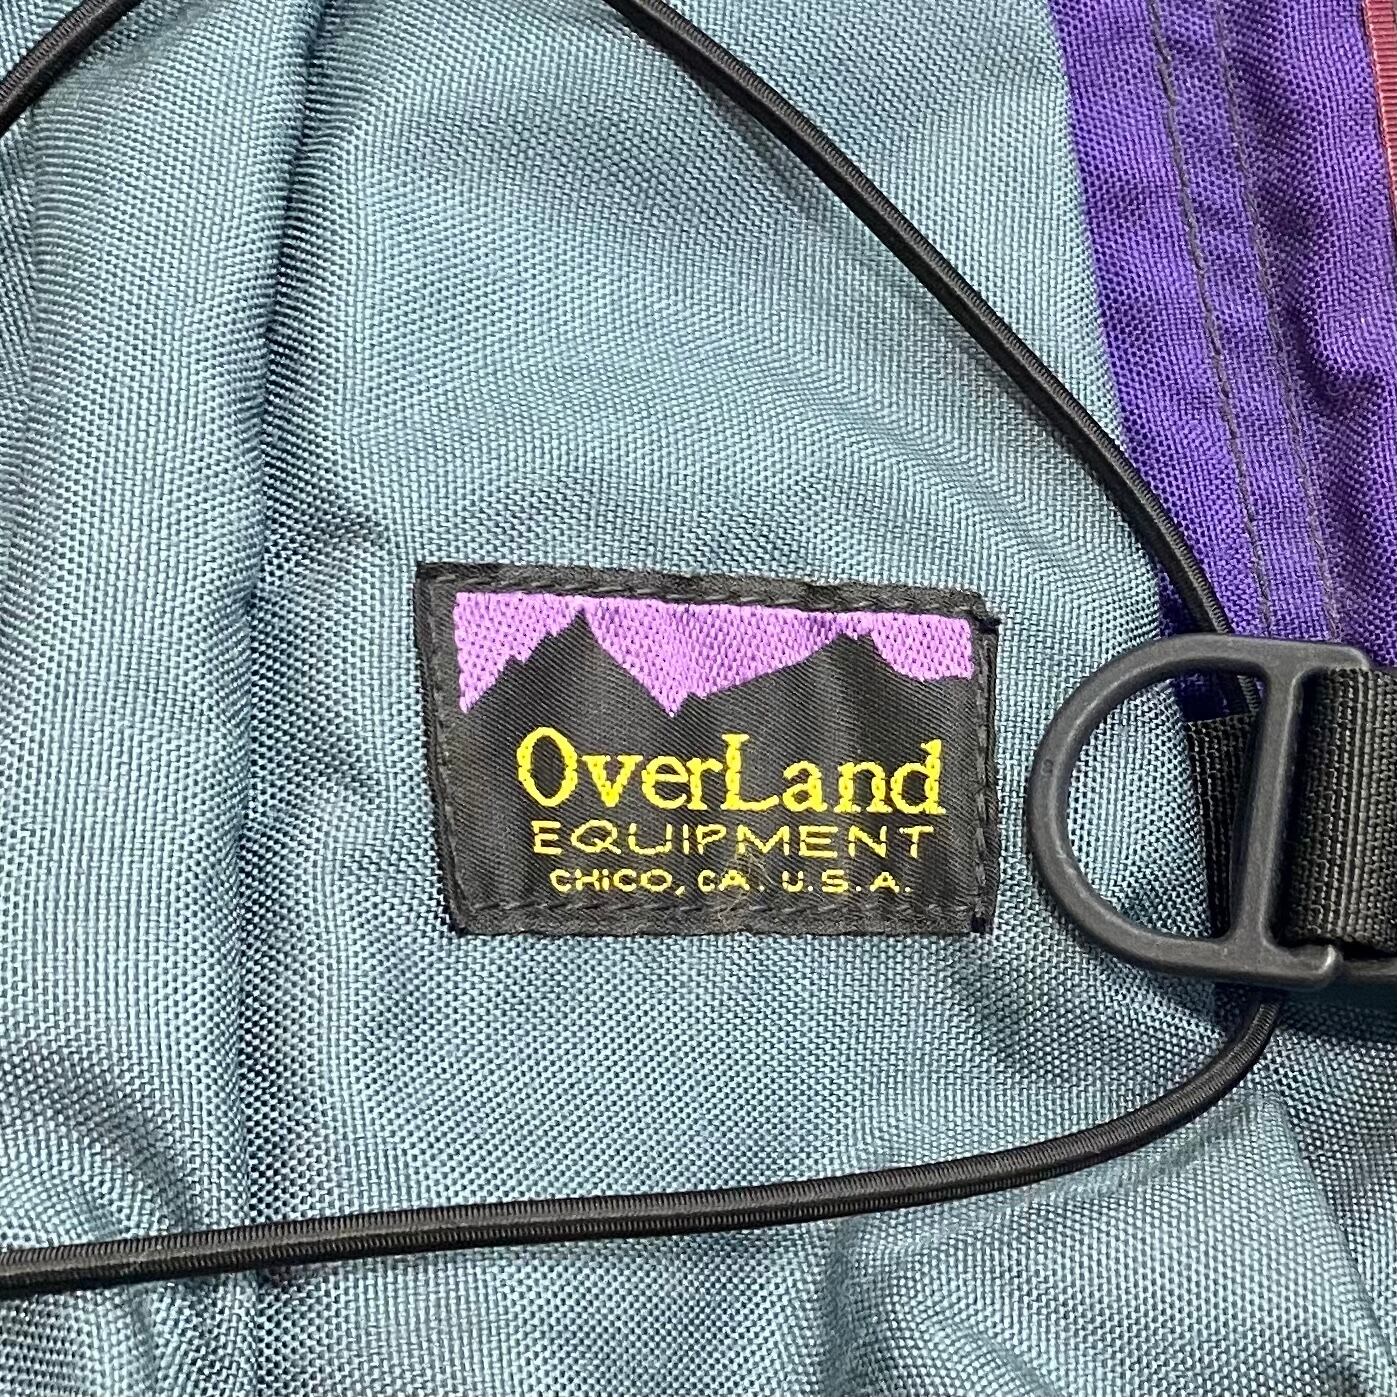 OverLand
EQUIPMENT
CHiCO, CA. U.S.A.